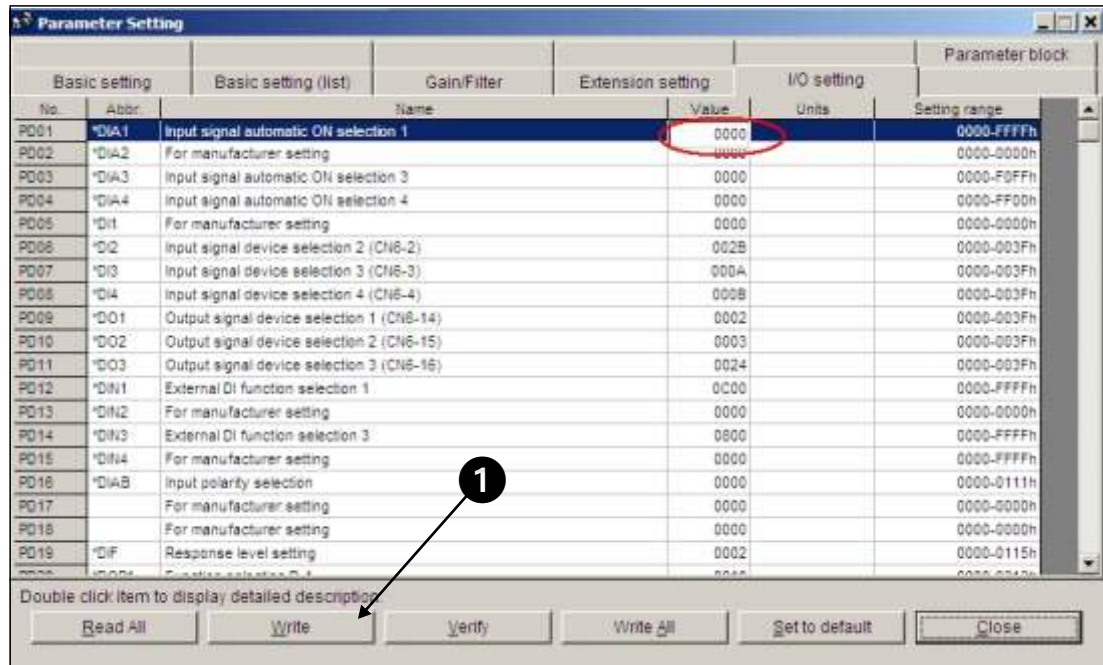 Parameter Setting
Parameter block
Basic setting Basic setting (list) Gain/Filter Extension setting I/O setting
No. Abbr. Name Value Units Setting range
PD01 *DIA1 Input signal automatic ON selection 1 0000 0000-FFFFh
PD02 *DIA2 For manufacturer setting 0000 0000-0000h
PD03 *DIA3 Input signal automatic ON selection 3 0000 0000-F0FFh
PD04 *DIA4 Input signal automatic ON selection 4 0000 0000-FF00h
PD05 *DI1 For manufacturer setting 0000 0000-0000h
PD06 *DI2 Input signal device selection 2 (CN6-2) 002B 0000-003Fh
PD07 *DI3 Input signal device selection 3 (CN6-3) 000A 0000-003Fh
PD08 *DI4 Input signal device selection 4 (CN6-4) 000B 0000-003Fh
PD09 *DO1 Output signal device selection 1 (CN6-14) 0002 0000-003Fh
PD10 *DO2 Output signal device selection 2 (CN6-15) 0003 0000-003Fh
PD11 *DO3 Output signal device selection 3 (CN6-16) 0024 0000-003Fh
PD12 *DIN1 External DI function selection 1 0C00 0000-FFFFh
PD13 *DIN2 For manufacturer setting 0000 0000-0000h
PD14 *DIN3 External DI function selection 3 0800 0000-FFFFh
PD15 *DIN4 For manufacturer setting 0000 0000-FFFFh
PD16 *DIAB Input polarity selection 0000 0000-0111h
PD17 For manufacturer setting 0000 0000-0000h
PD18 For manufacturer setting 0000 0000-0000h
PD19 *DIF Response level setting 0002 0000-0115h
1
Double click item to display detailed description.
Read All Write Verify Write All Set to default Close